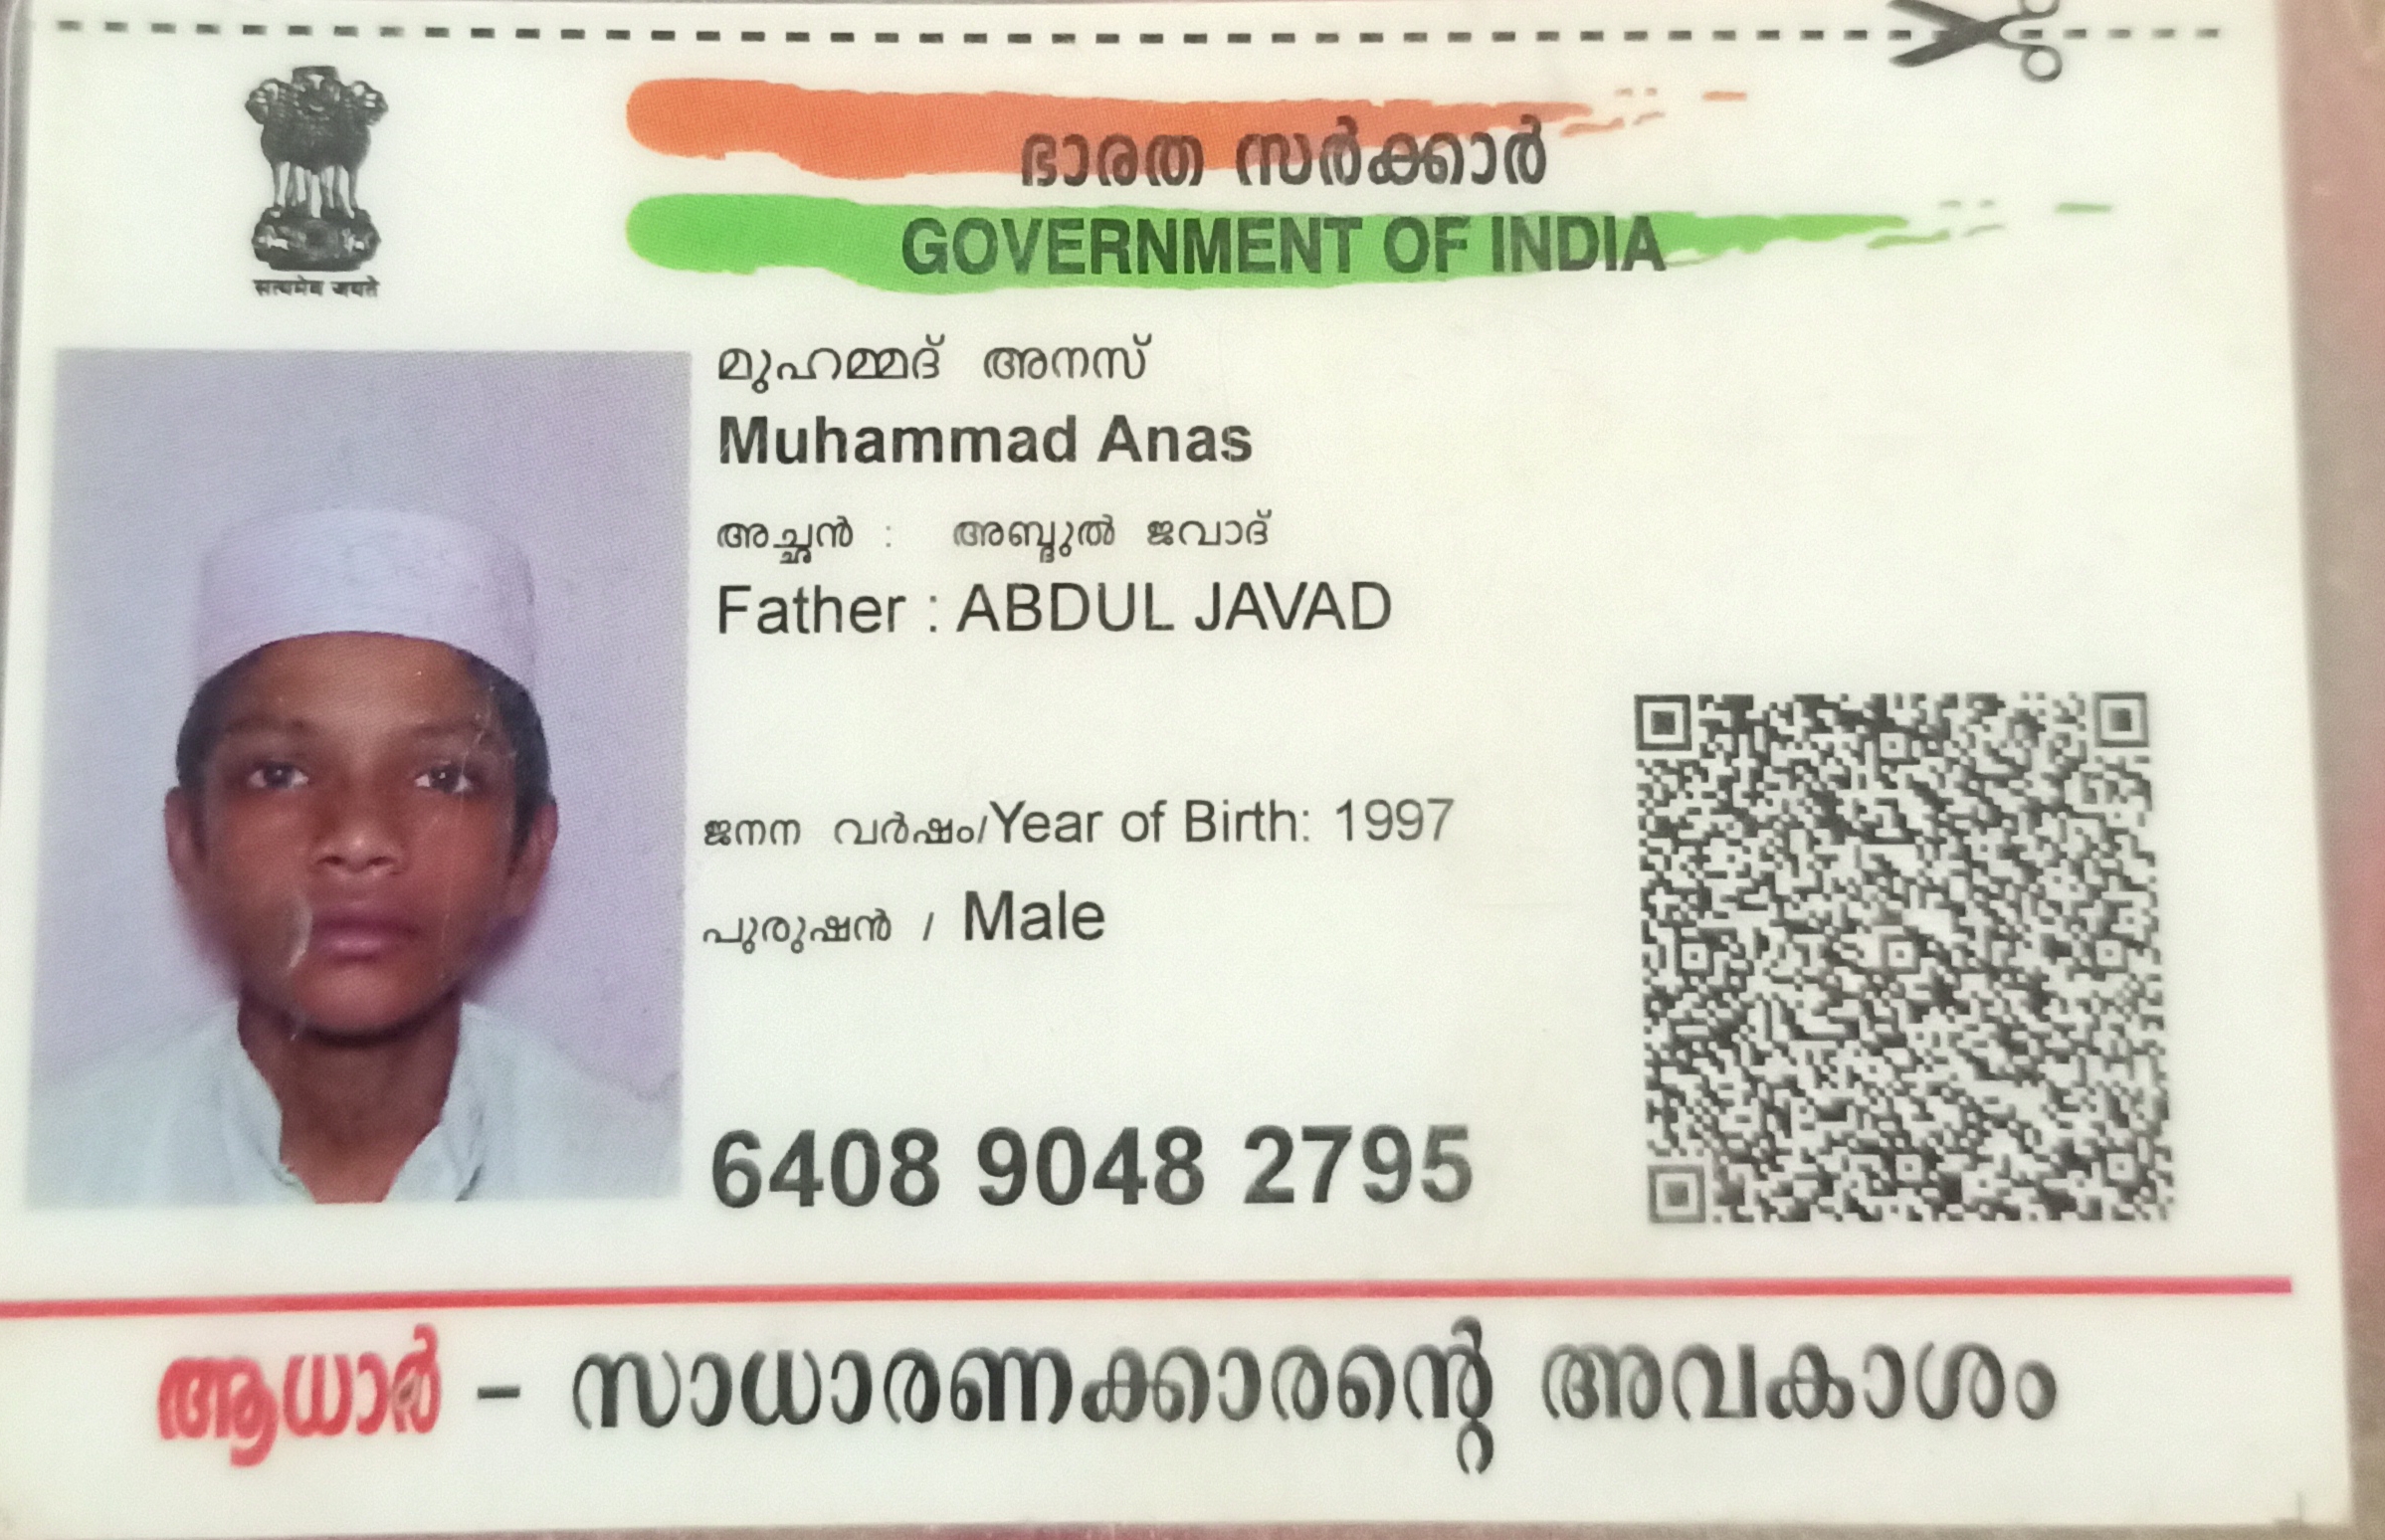 सत्यमेव जयते
ഭാരത സർക്കാർ
GOVERNMENT OF INDIA
മുഹമ്മദ് അനസ്
Muhammad Anas
അച്ഛൻ : അബ്ദുൽ ജവാദ്
Father : ABDUL JAVAD
ജനന വർഷം/Year of Birth: 1997
പുരുഷൻ / Male
6408 9048 2795
ആധാർ – സാധാരണക്കാരന്റെ അവകാശം